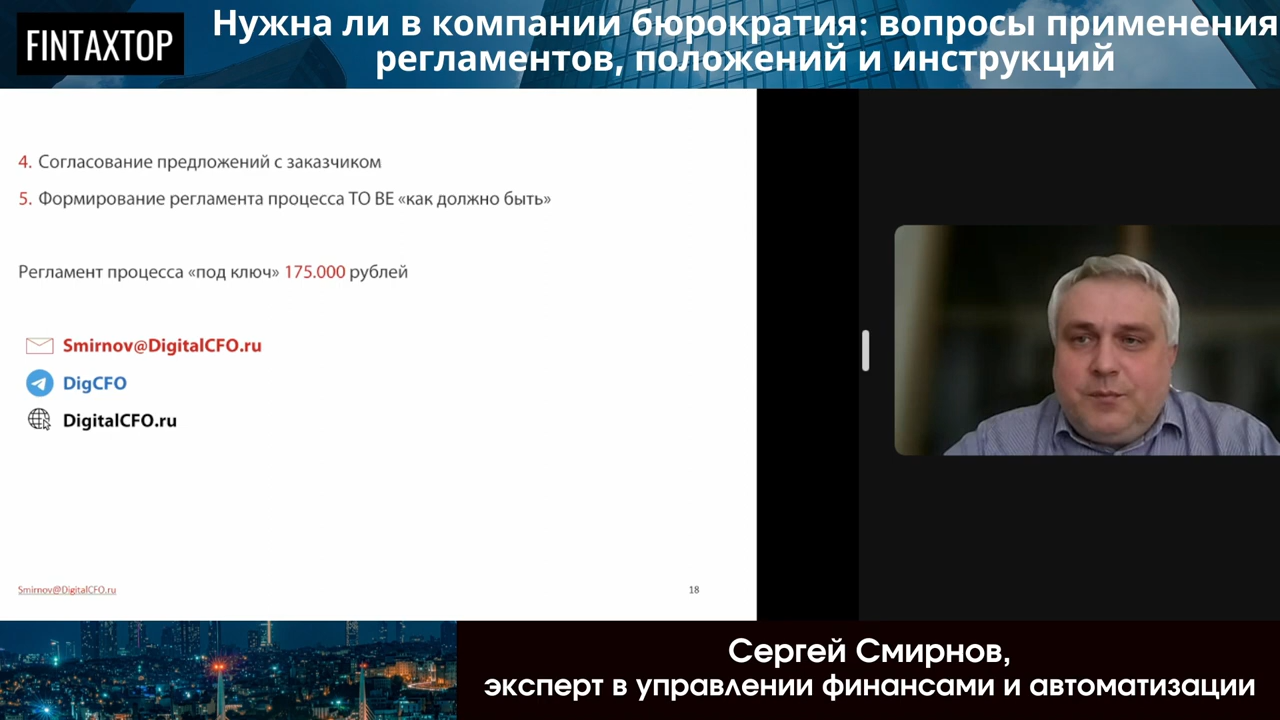 FINTAXTOP
Нужна ли в компании бюрократия: вопросы применения
регламентов, положений и инструкций
4. Согласование предложений с заказчиком
5. Формирование регламента процесса TO BE «как должно быть»
Регламент процесса «под ключ» 175.000 рублей
Smirnov@DigitalCFO.ru
DigCFO
DigitalCFO.ru
Smirnov@DigitalCFO.ru
18
Сергей Смирнов,
эксперт в управлении финансами и автоматизации